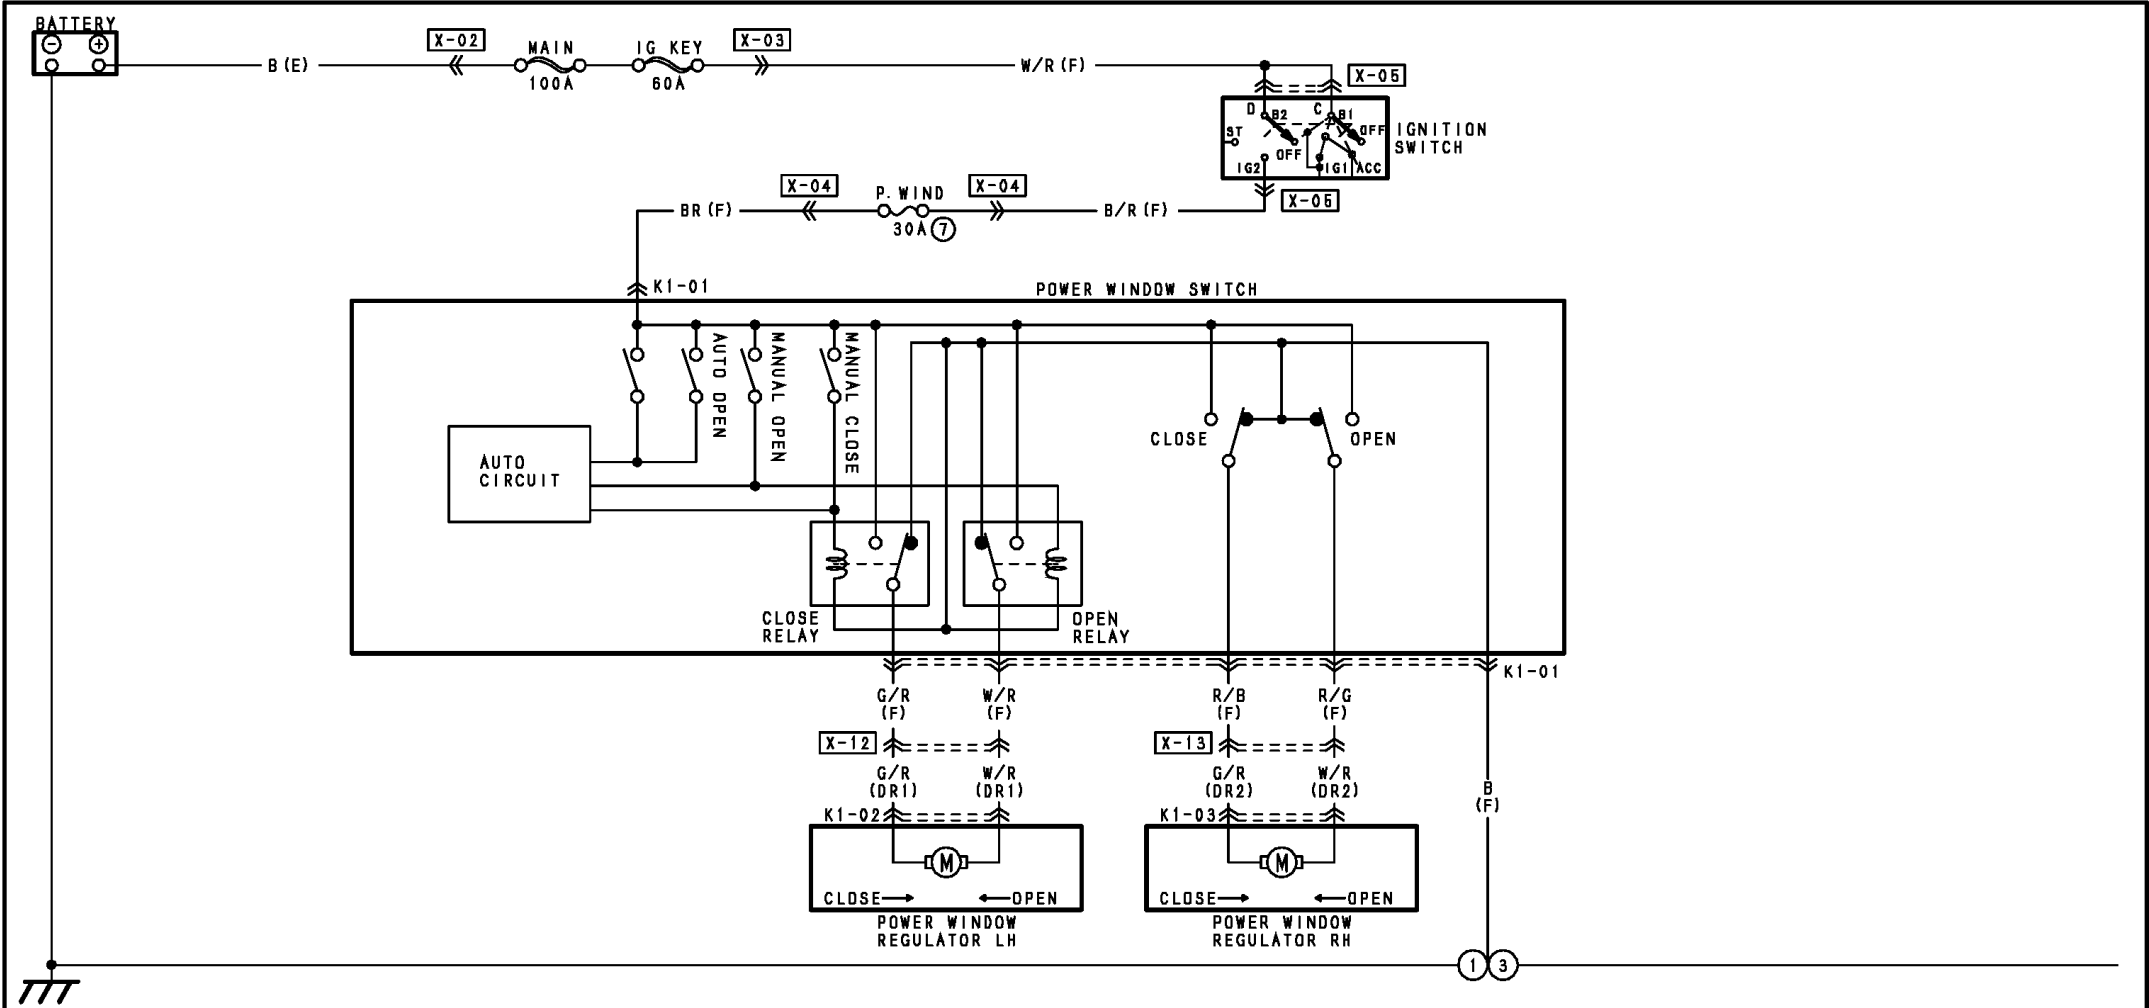 BATTERY
− +
B (E)
X-02
MAIN
100A
IG KEY
60A
X-03
W/R (F)
X-05
D
B2
C
B1
ST
OFF
OFF
IG2
IG1
ACC
IGNITION
SWITCH
X-05
BR (F)
X-04
P. WIND
30A 7
X-04
B/R (F)
K1-01
POWER WINDOW SWITCH
AUTO OPEN
MANUAL OPEN
MANUAL CLOSE
AUTO
CIRCUIT
CLOSE
OPEN
CLOSE
RELAY
OPEN
RELAY
K1-01
G/R
(F)
W/R
(F)
R/B
(F)
R/G
(F)
X-12
X-13
G/R
(DR1)
W/R
(DR1)
G/R
(DR2)
W/R
(DR2)
B
(F)
K1-02
K1-03
M
M
CLOSE
OPEN
CLOSE
OPEN
POWER WINDOW
REGULATOR LH
POWER WINDOW
REGULATOR RH
1 3